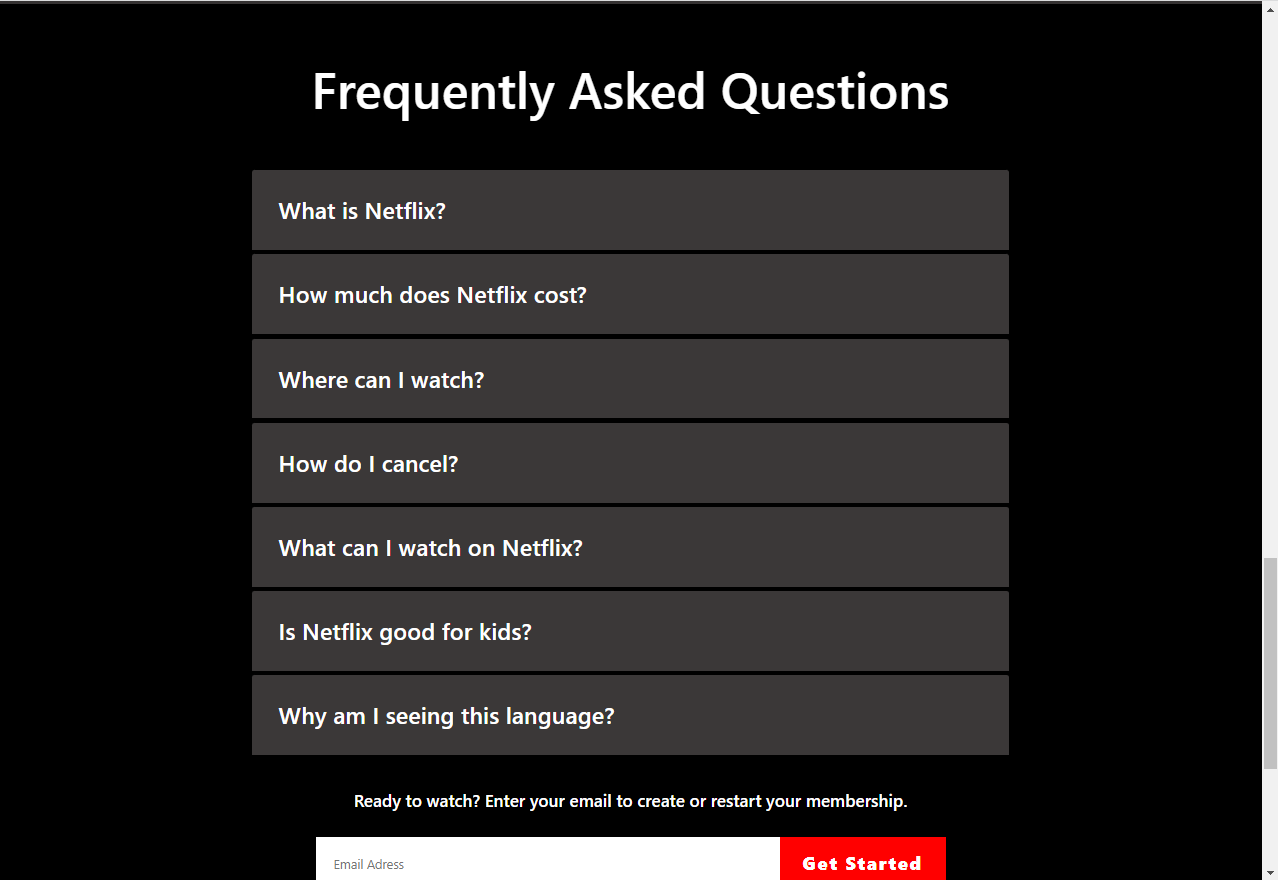 Frequently Asked Questions
What is Netflix?
How much does Netflix cost?
Where can I watch?
How do I cancel?
What can I watch on Netflix?
Is Netflix good for kids?
Why am I seeing this language?
Ready to watch? Enter your email to create or restart your membership.
Email Adress
Get Started